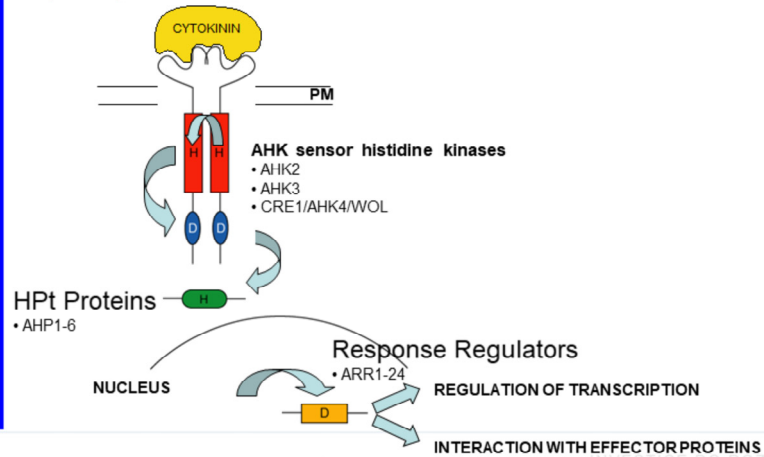 CYTOKININ
PM
H H
AHK sensor histidine kinases
• AHK2
• AHK3
• CRE1/AHK4/WOL
D D
HPt Proteins
H
• AHP1-6
Response Regulators
• ARR1-24
NUCLEUS
REGULATION OF TRANSCRIPTION
D
INTERACTION WITH EFFECTOR PROTEINS